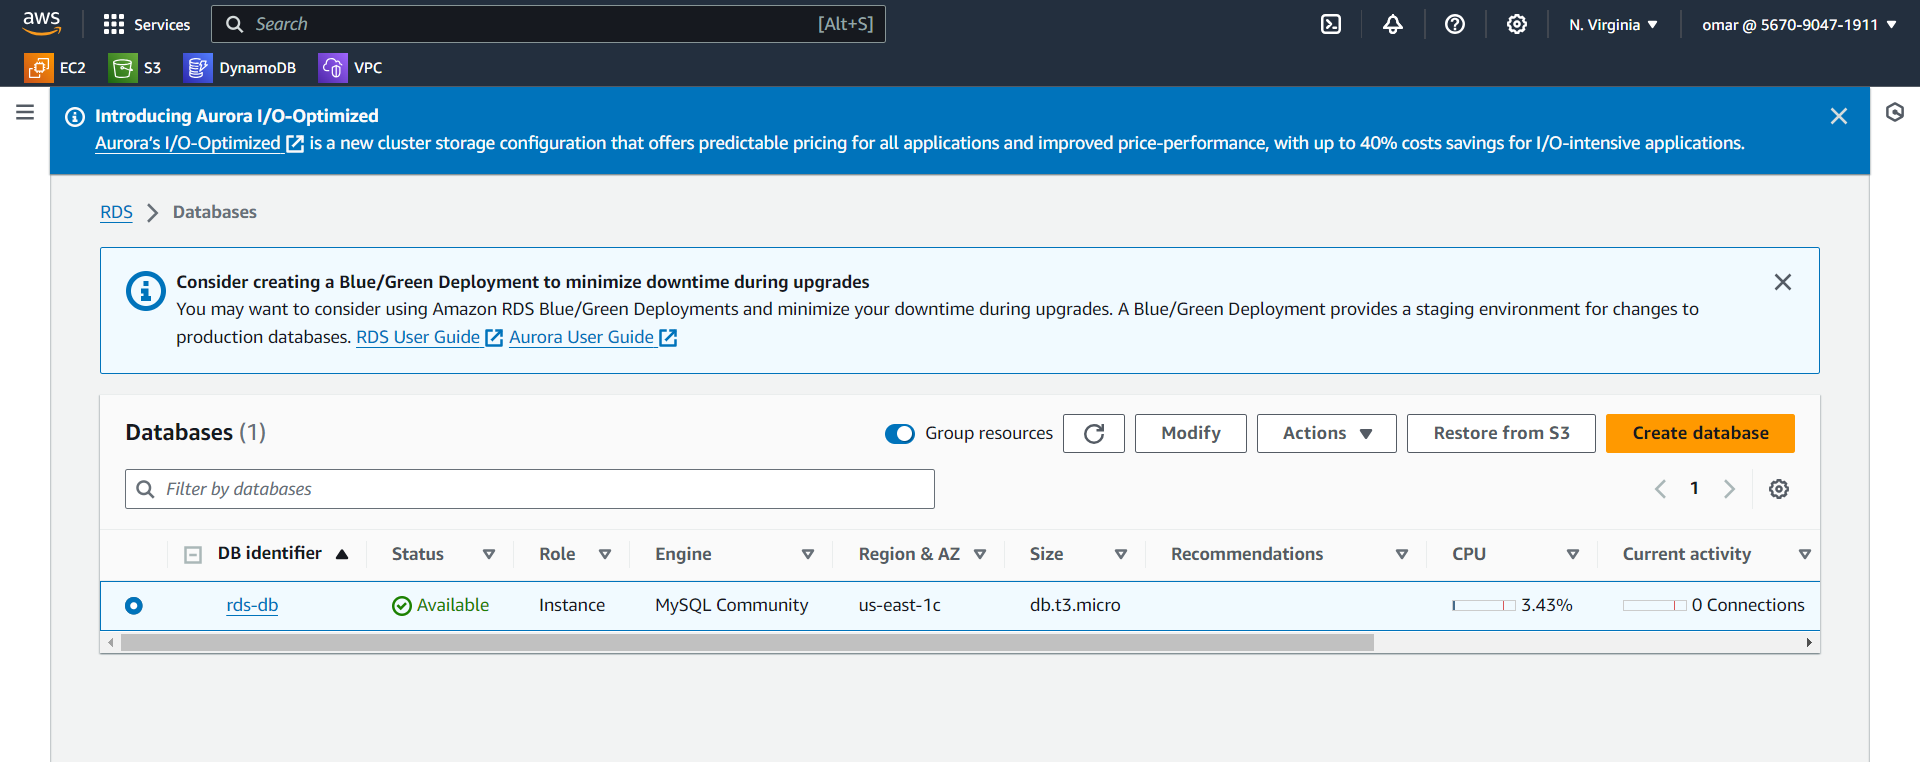 aws
Services
Search
[Alt+S]
N. Virginia
omar @ 5670-9047-1911
EC2
S3
DynamoDB
VPC
Introducing Aurora I/O-Optimized
Aurora's I/O-Optimized is a new cluster storage configuration that offers predictable pricing for all applications and improved price-performance, with up to 40% costs savings for I/O-intensive applications.
RDS
Databases
Consider creating a Blue/Green Deployment to minimize downtime during upgrades
You may want to consider using Amazon RDS Blue/Green Deployments and minimize your downtime during upgrades. A Blue/Green Deployment provides a staging environment for changes to
production databases. RDS User Guide Aurora User Guide
Databases (1)
Group resources
Modify
Actions
Restore from S3
Create database
Filter by databases
1
DB identifier
Status
Role
Engine
Region & AZ
Size
Recommendations
CPU
Current activity
rds-db
Available
Instance
MySQL Community
us-east-1c
db.t3.micro
3.43%
0 Connections